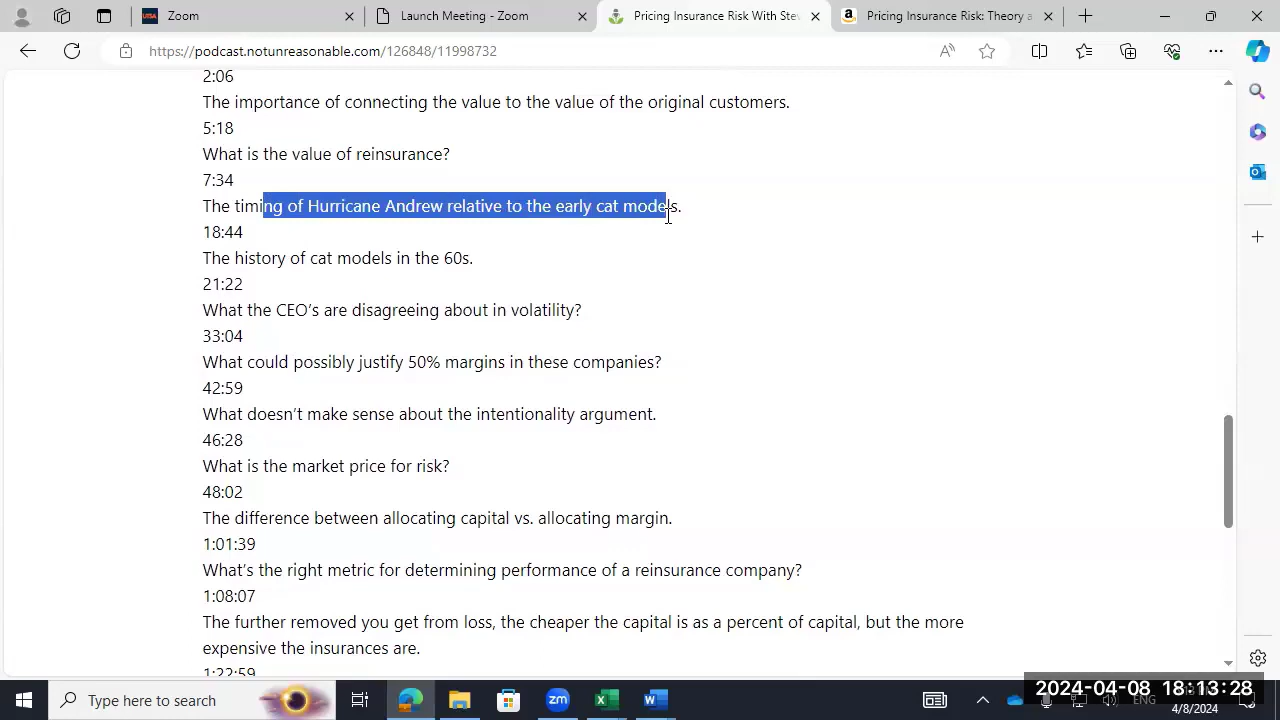 Zoom
Launch Meeting - Zoom
Pricing Insurance Risk With Stev
Pricing Insurance Risk: Theory a
https://podcast.notunreasonable.com/126848/11998732
2:06
The importance of connecting the value to the value of the original customers.
5:18
What is the value of reinsurance?
7:34
The timing of Hurricane Andrew relative to the early cat models.
18:44
The history of cat models in the 60s.
21:22
What the CEO’s are disagreeing about in volatility?
33:04
What could possibly justify 50% margins in these companies?
42:59
What doesn’t make sense about the intentionality argument.
46:28
What is the market price for risk?
48:02
The difference between allocating capital vs. allocating margin.
1:01:39
What’s the right metric for determining performance of a reinsurance company?
1:08:07
The further removed you get from loss, the cheaper the capital is as a percent of capital, but the more
expensive the insurances are.
1:22:59
Type here to search
zm
ENG
2024-04-08 18:13:28
4/8/2024